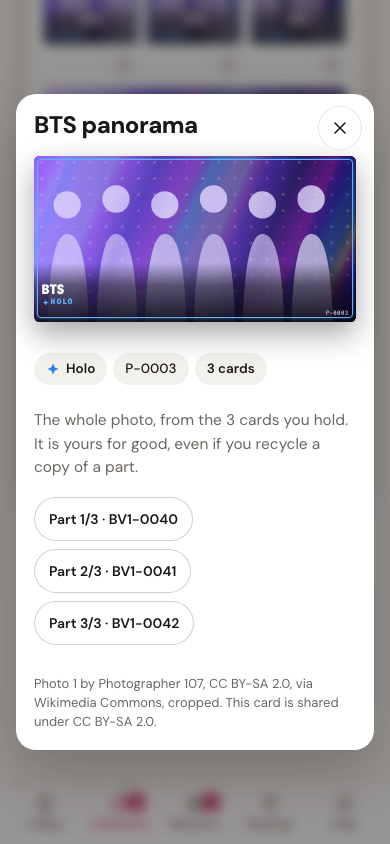 BTS panorama
BTS
HOLO
P-0003
Holo
P-0003
3 cards
The whole photo, from the 3 cards you hold.
It is yours for good, even if you recycle a
copy of a part.
Part 1/3 · BV1-0040
Part 2/3 · BV1-0041
Part 3/3 · BV1-0042
Photo 1 by Photographer 107, CC BY-SA 2.0, via
Wikimedia Commons, cropped. This card is shared
under CC BY-SA 2.0.